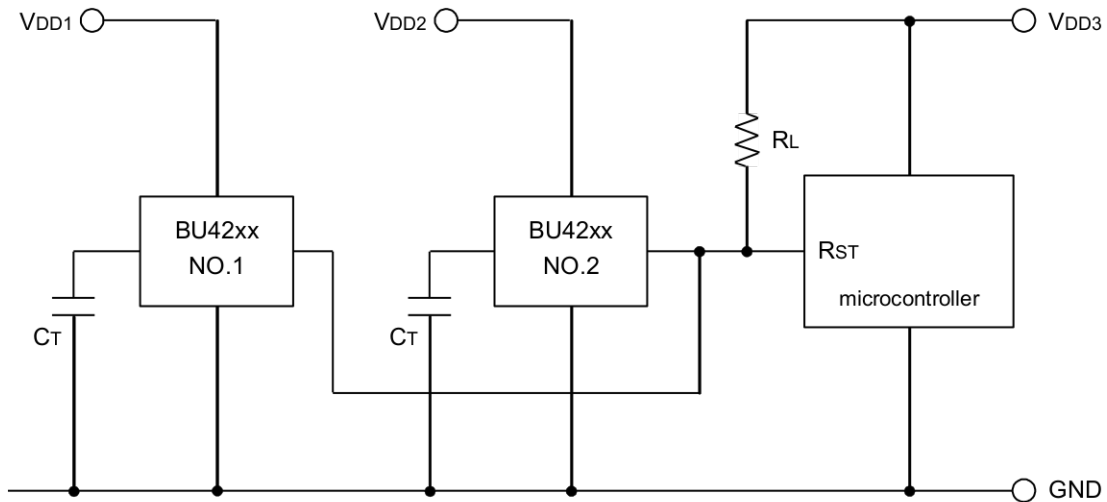 VDD1
VDD2
VDD3
RL
BU42xx
NO.1
BU42xx
NO.2
RST
microcontroller
CT
CT
GND